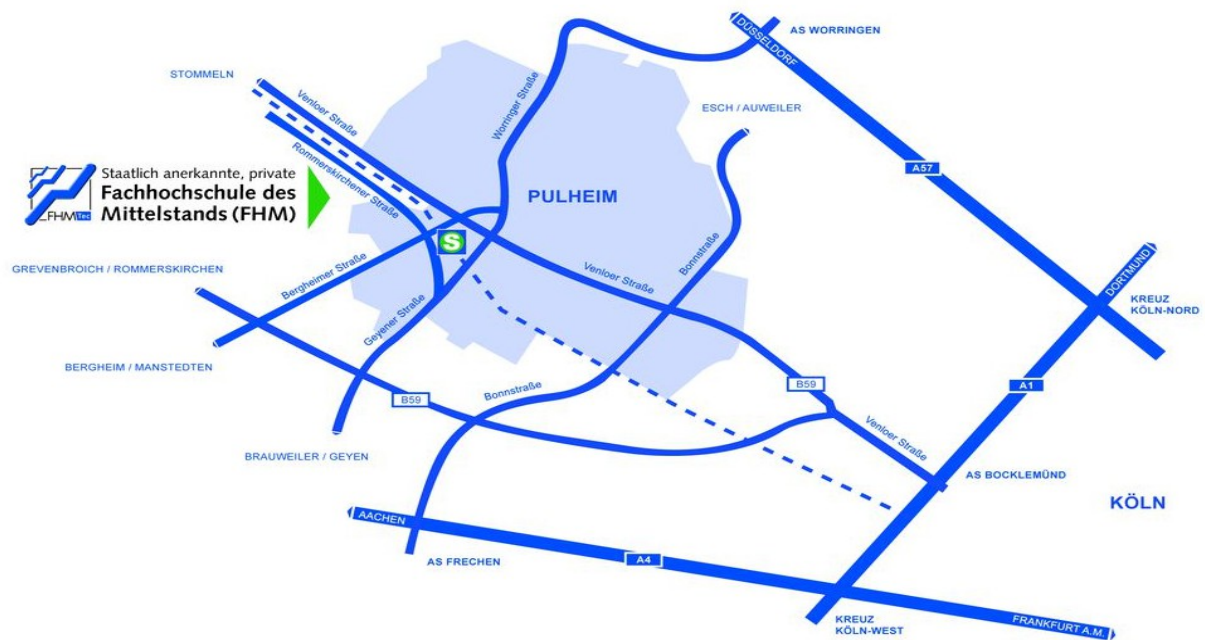 AS WORRINGEN
DÜSSELDORF
STOMMELN
Venloer Straße
Worringer Straße
ESCH / AUWEILER
Rommerskirchener Straße
A57
Staatlich anerkannte, private
Fachhochschule des
Mittelstands (FHM)
FHM Tec
PULHEIM
S
GREVENBROICH / ROMMERSKIRCHEN
Bergheimer Straße
Venloer Straße
Bonnstraße
DORTMUND
KREUZ
KÖLN-NORD
Geyener Straße
BERGHEIM / MANSTEDTEN
Bonnstraße
B59
B59
A1
Venloer Straße
BRAUWEILER / GEYEN
AS BOCKLEMÜND
KÖLN
AACHEN
AS FRECHEN
A4
KREUZ
KÖLN-WEST
FRANKFURT A.M.